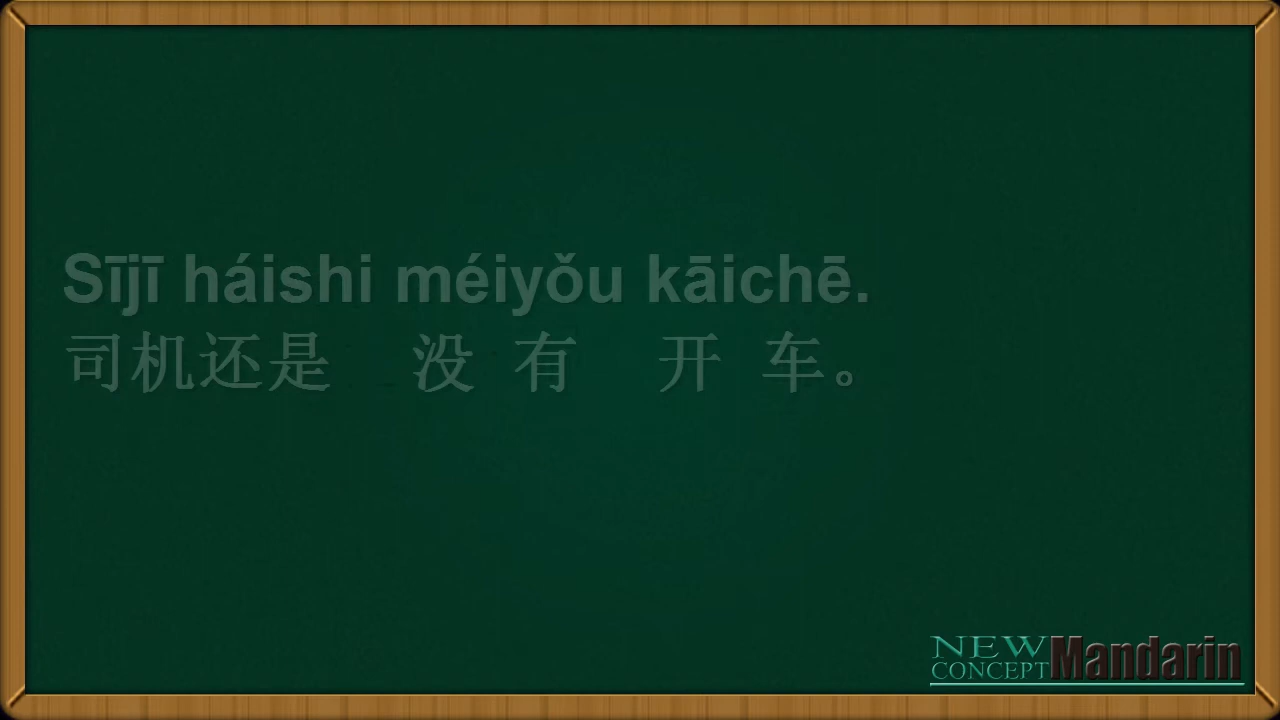 Sījī háishi méiyǒu kāichē.
司机还是 没 有 开 车。
NEW
CONCEPT Mandarin